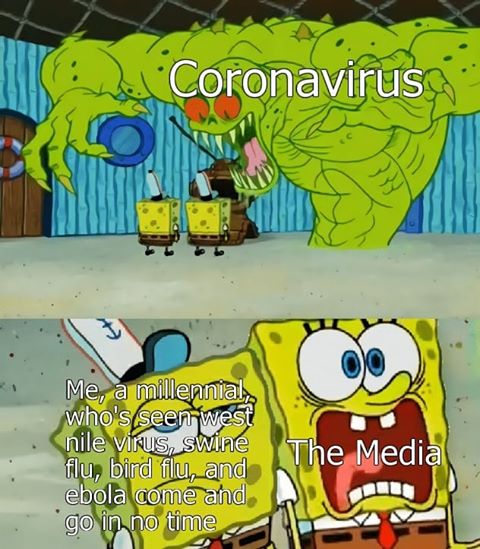 Coronavirus
Me, a millennial,
who's seen west
nile virus, swine
flu, bird flu, and
ebola come and
go in no time
The Media